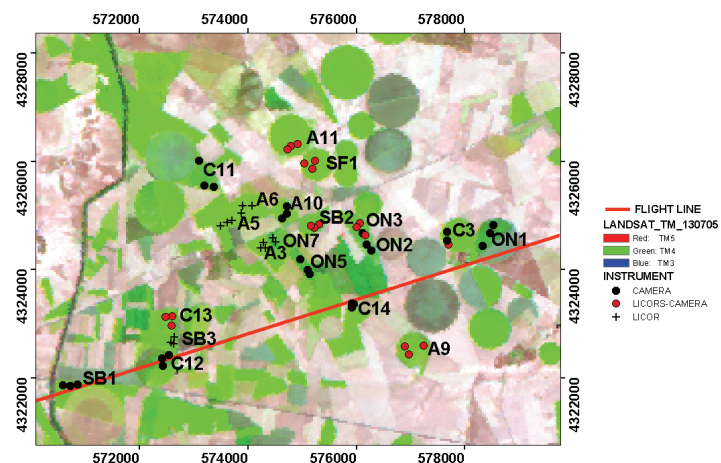 572000 574000 576000 578000
4328000 4328000
A11
SF1
4326000 4326000
C11
A6 A10
A5 SB2 ON3
ON7 C3 ON1
A3 ON2
ON5
4324000 4324000
C14
C13
SB3
A9
C12
SB1
4322000 4322000
572000 574000 576000 578000
FLIGHT LINE
LANDSAT_TM_130705
Red: TM5
Green: TM4
Blue: TM3
INSTRUMENT
CAMERA
LICORS-CAMERA
LICOR